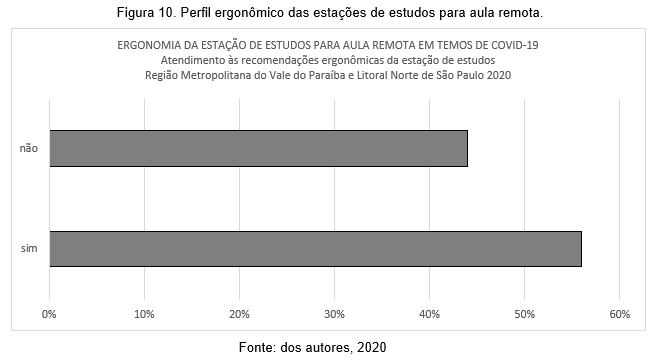 Figura 10. Perfil ergonômico das estações de estudos para aula remota.
ERGONOMIA DA ESTAÇÃO DE ESTUDOS PARA AULA REMOTA EM TEMOS DE COVID-19
Atendimento às recomendações ergonômicas da estação de estudos
Região Metropolitana do Vale do Paraíba e Litoral Norte de São Paulo 2020
não
sim
0% 10% 20% 30% 40% 50% 60%
Fonte: dos autores, 2020